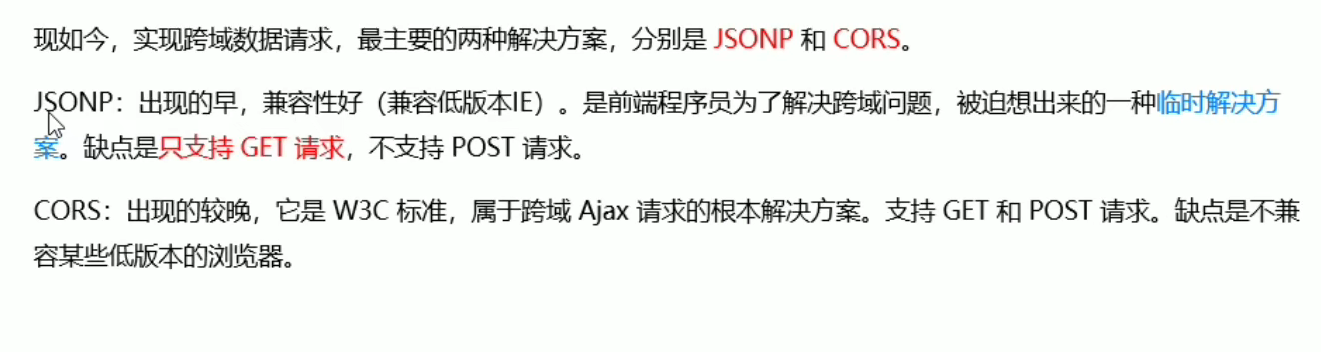 现如今，实现跨域数据请求，最主要的两种解决方案，分别是 JSONP 和 CORS。
JSONP：出现的早，兼容性好（兼容低版本IE）。是前端程序员为了解决跨域问题，被迫想出来的一种临时解决方
案。缺点是只支持 GET 请求，不支持 POST 请求。
CORS：出现的较晚，它是 W3C 标准，属于跨域 Ajax 请求的根本解决方案。支持 GET 和 POST 请求。缺点是不兼
容某些低版本的浏览器。